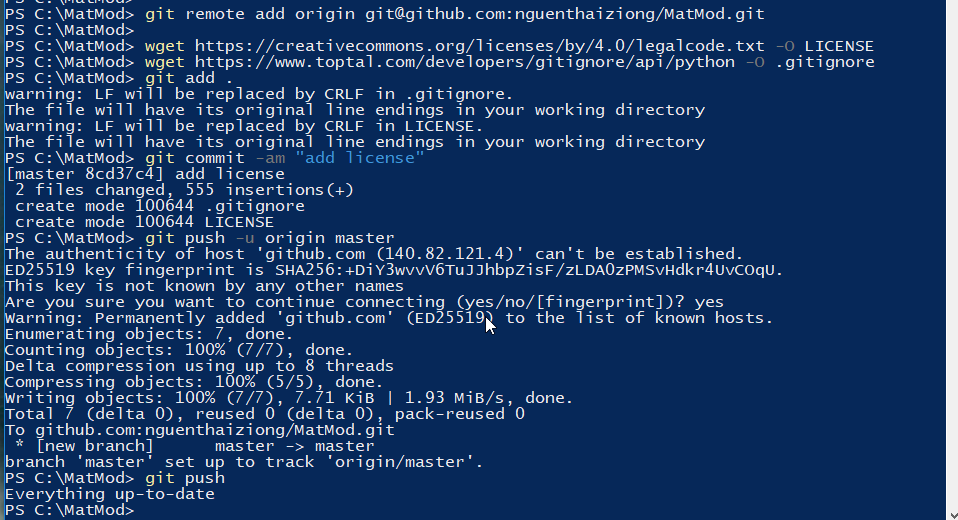 PS C:\MatMod> git remote add origin git@github.com:nguenthaiziong/MatMod.git
PS C:\MatMod>
PS C:\MatMod> wget https://creativecommons.org/licenses/by/4.0/legalcode.txt -O LICENSE
PS C:\MatMod> wget https://www.toptal.com/developers/gitignore/api/python -O .gitignore
PS C:\MatMod> git add .
warning: LF will be replaced by CRLF in .gitignore.
The file will have its original line endings in your working directory
warning: LF will be replaced by CRLF in LICENSE.
The file will have its original line endings in your working directory
PS C:\MatMod> git commit -am "add license"
[master 8cd37c4] add license
 2 files changed, 555 insertions(+)
 create mode 100644 .gitignore
 create mode 100644 LICENSE
PS C:\MatMod> git push -u origin master
The authenticity of host 'github.com (140.82.121.4)' can't be established.
ED25519 key fingerprint is SHA256:+DiY3wvvV6TuJJhbpZisF/zLDA0zPMSvHdkr4UvCOqU.
This key is not known by any other names
Are you sure you want to continue connecting (yes/no/[fingerprint])? yes
Warning: Permanently added 'github.com' (ED25519) to the list of known hosts.
Enumerating objects: 7, done.
Counting objects: 100% (7/7), done.
Delta compression using up to 8 threads
Compressing objects: 100% (5/5), done.
Writing objects: 100% (7/7), 7.71 KiB | 1.93 MiB/s, done.
Total 7 (delta 0), reused 0 (delta 0), pack-reused 0
To github.com:nguenthaiziong/MatMod.git
 * [new branch]      master -> master
branch 'master' set up to track 'origin/master'.
PS C:\MatMod> git push
Everything up-to-date
PS C:\MatMod>